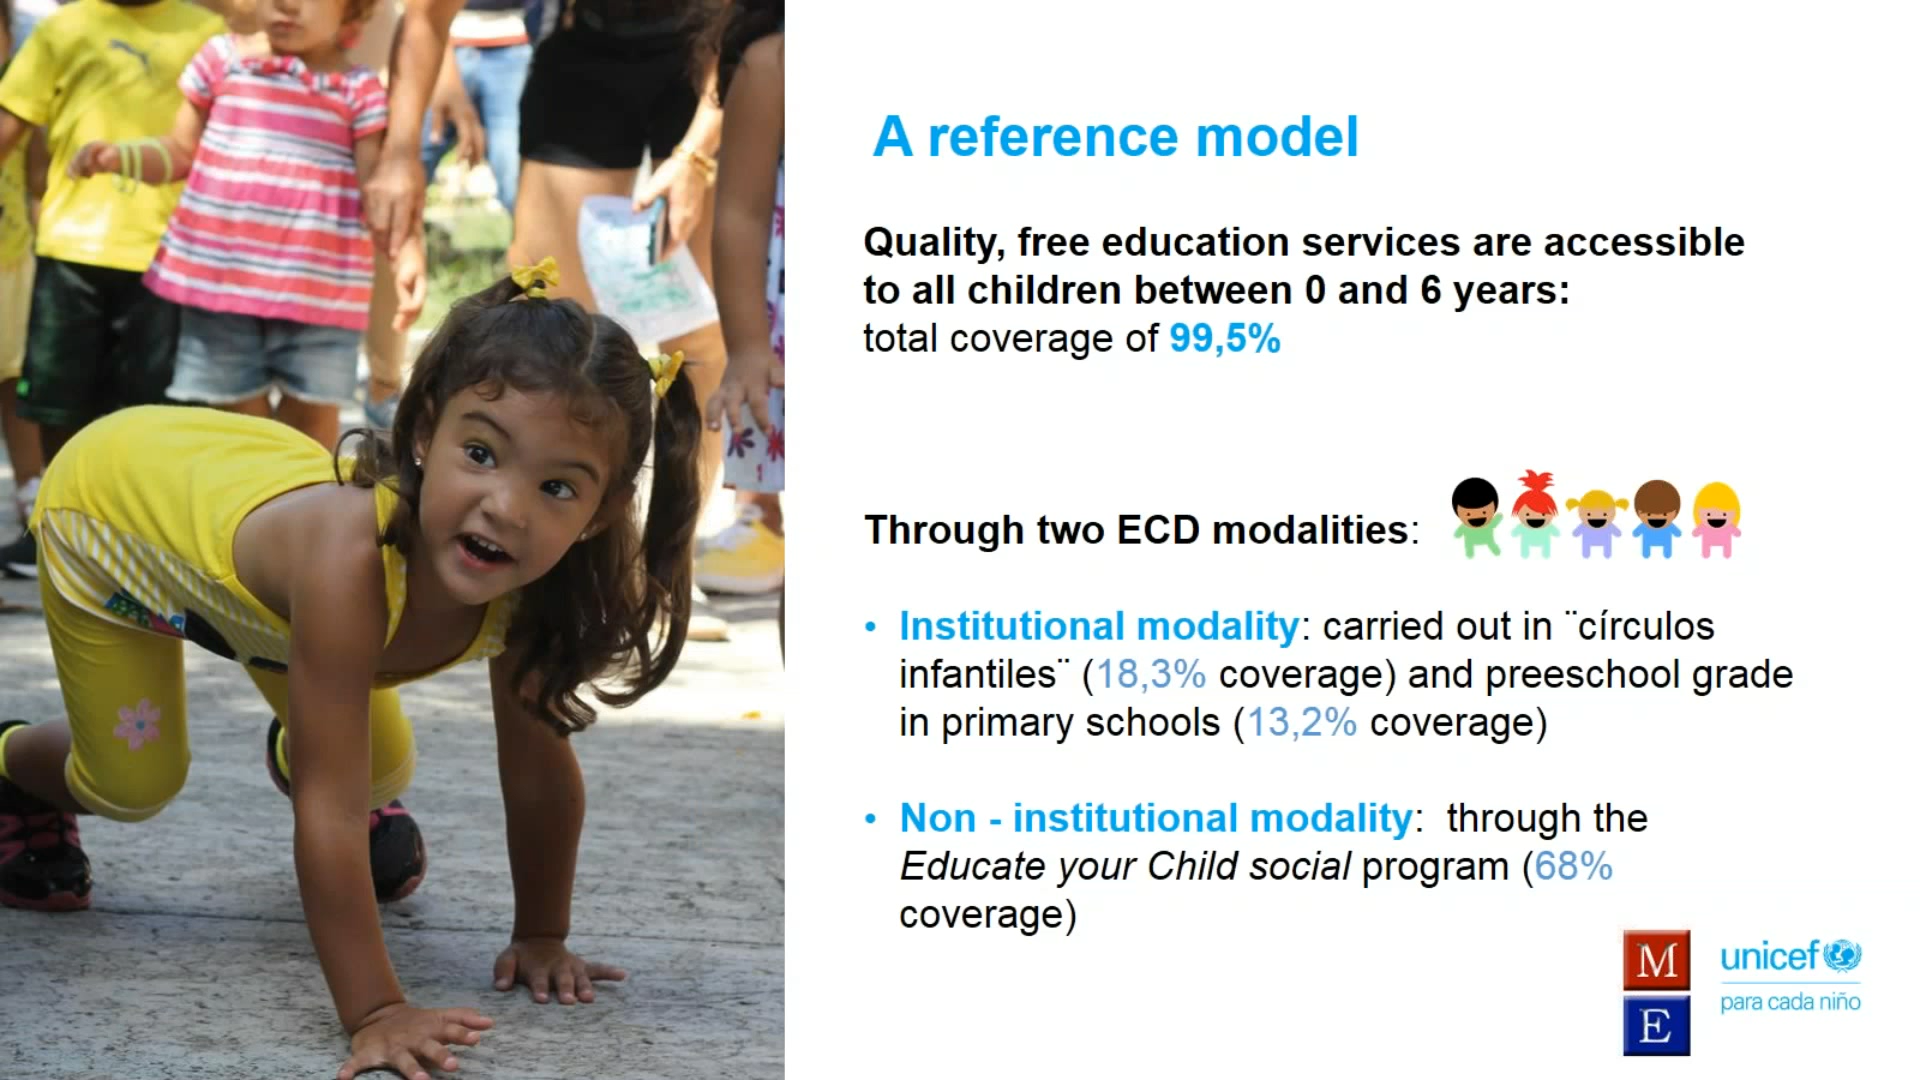 A reference model
Quality, free education services are accessible
to all children between 0 and 6 years:
total coverage of 99,5%
Through two ECD modalities:
• Institutional modality: carried out in ¨círculos
infantiles¨ (18,3% coverage) and preeschool grade
in primary schools (13,2% coverage)
• Non - institutional modality:  through the
Educate your Child social program (68%
coverage)
M
E
unicef
para cada niño